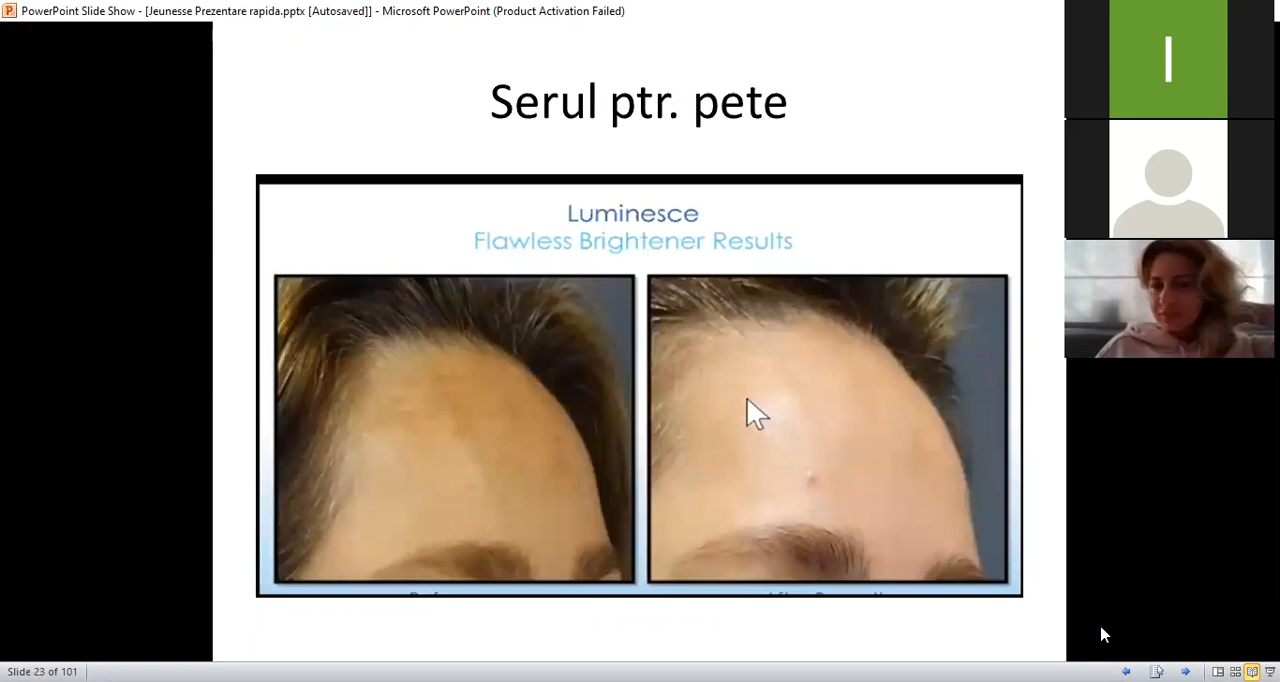 PowerPoint Slide Show - [Jeunesse Prezentare rapida.pptx [Autosaved]] - Microsoft PowerPoint (Product Activation Failed)
I
Serul ptr. pete
Luminesce
Flawless Brightener Results
Slide 23 of 101